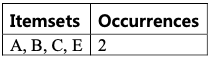 Itemsets Occurrences
A, B, C, E 2